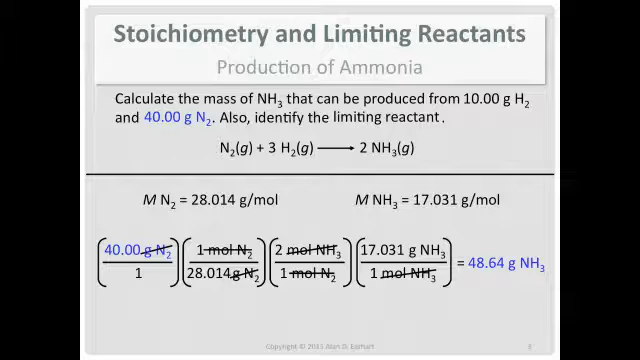 Stoichiometry and Limiting Reactants
Production of Ammonia
Calculate the mass of NH₃ that can be produced from 10.00 g H₂
and 40.00 g N₂. Also, identify the limiting reactant.
N₂(g) + 3 H₂(g) ⟶ 2 NH₃(g)
M N₂ = 28.014 g/mol
M NH₃ = 17.031 g/mol
(40.00 g N₂ / 1) (1 mol N₂ / 28.014 g N₂) (2 mol NH₃ / 1 mol N₂) (17.031 g NH₃ / 1 mol NH₃) = 48.64 g NH₃
Copyright © 2015 Alan D. Earhart